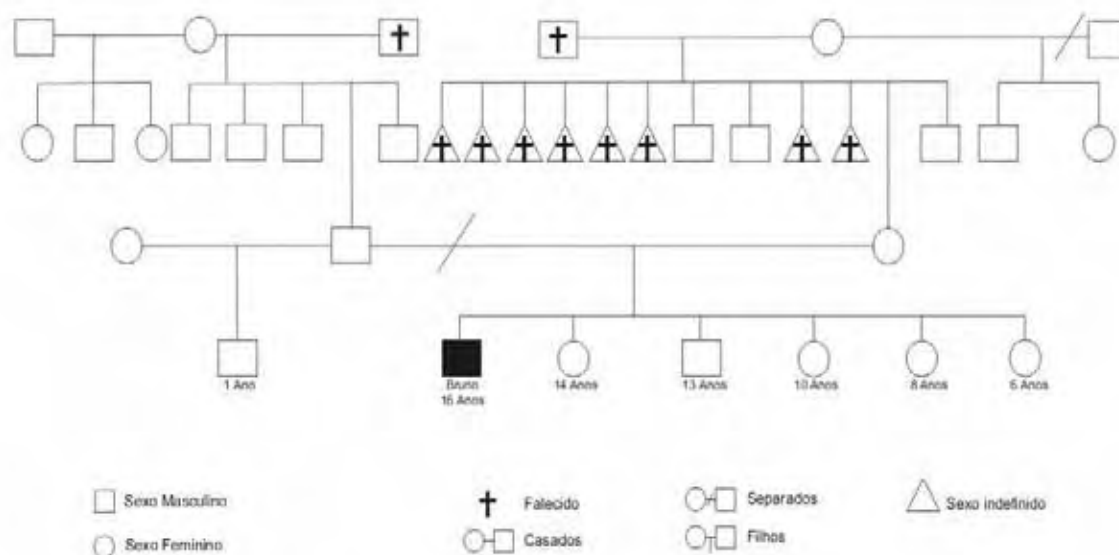 1 Ano
Bruno
16 Anos
14 Anos
13 Anos
10 Anos
8 Anos
6 Anos
Sexo Masculino
Falecido
Separados
Sexo indefinido
Sexo Feminino
Casados
Filhos